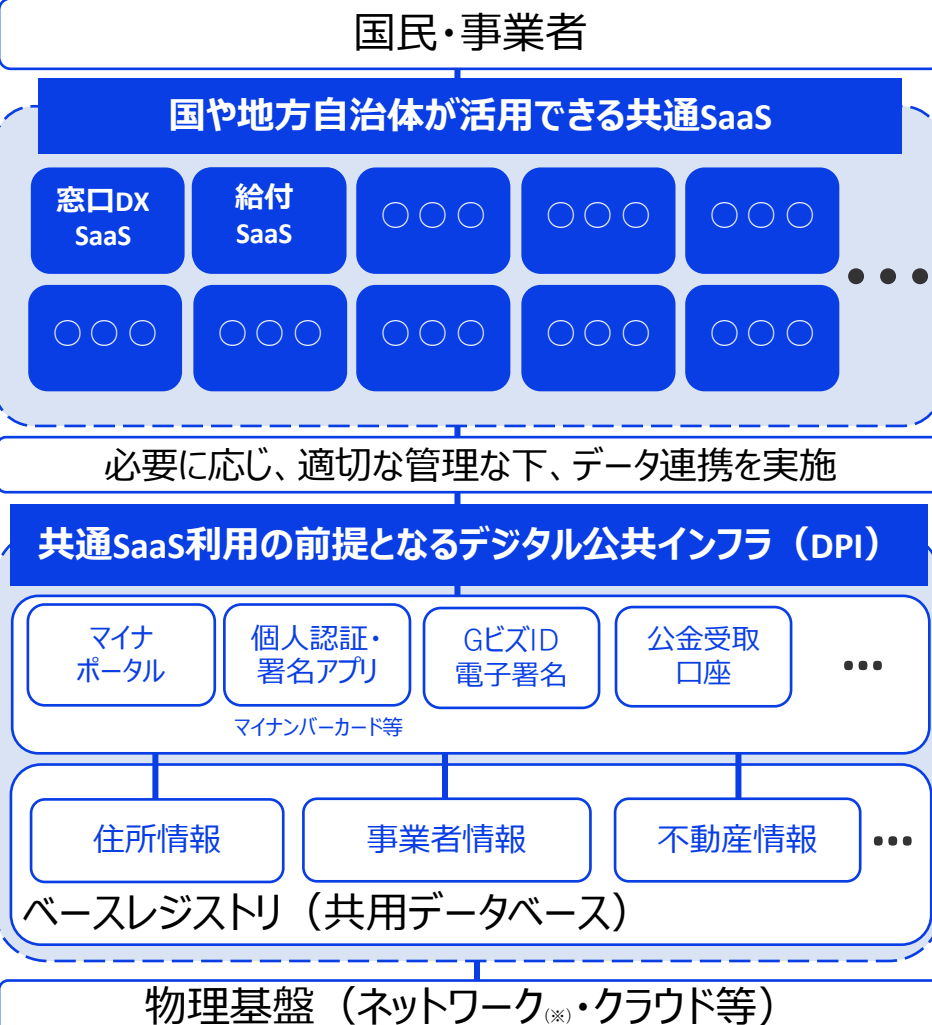 国民・事業者
国や地方自治体が活用できる共通SaaS
窓口DX
SaaS
給付
SaaS
〇〇〇
〇〇〇
〇〇〇
〇〇〇
〇〇〇
〇〇〇
〇〇〇
〇〇〇
必要に応じ、適切な管理な下、データ連携を実施
共通SaaS利用の前提となるデジタル公共インフラ（DPI）
マイナ
ポータル
個人認証・
署名アプリ
マイナンバーカード等
GビズID
電子署名
公金受取
口座
住所情報
事業者情報
不動産情報
ベースレジストリ（共用データベース）
物理基盤（ネットワーク(※)・クラウド等）